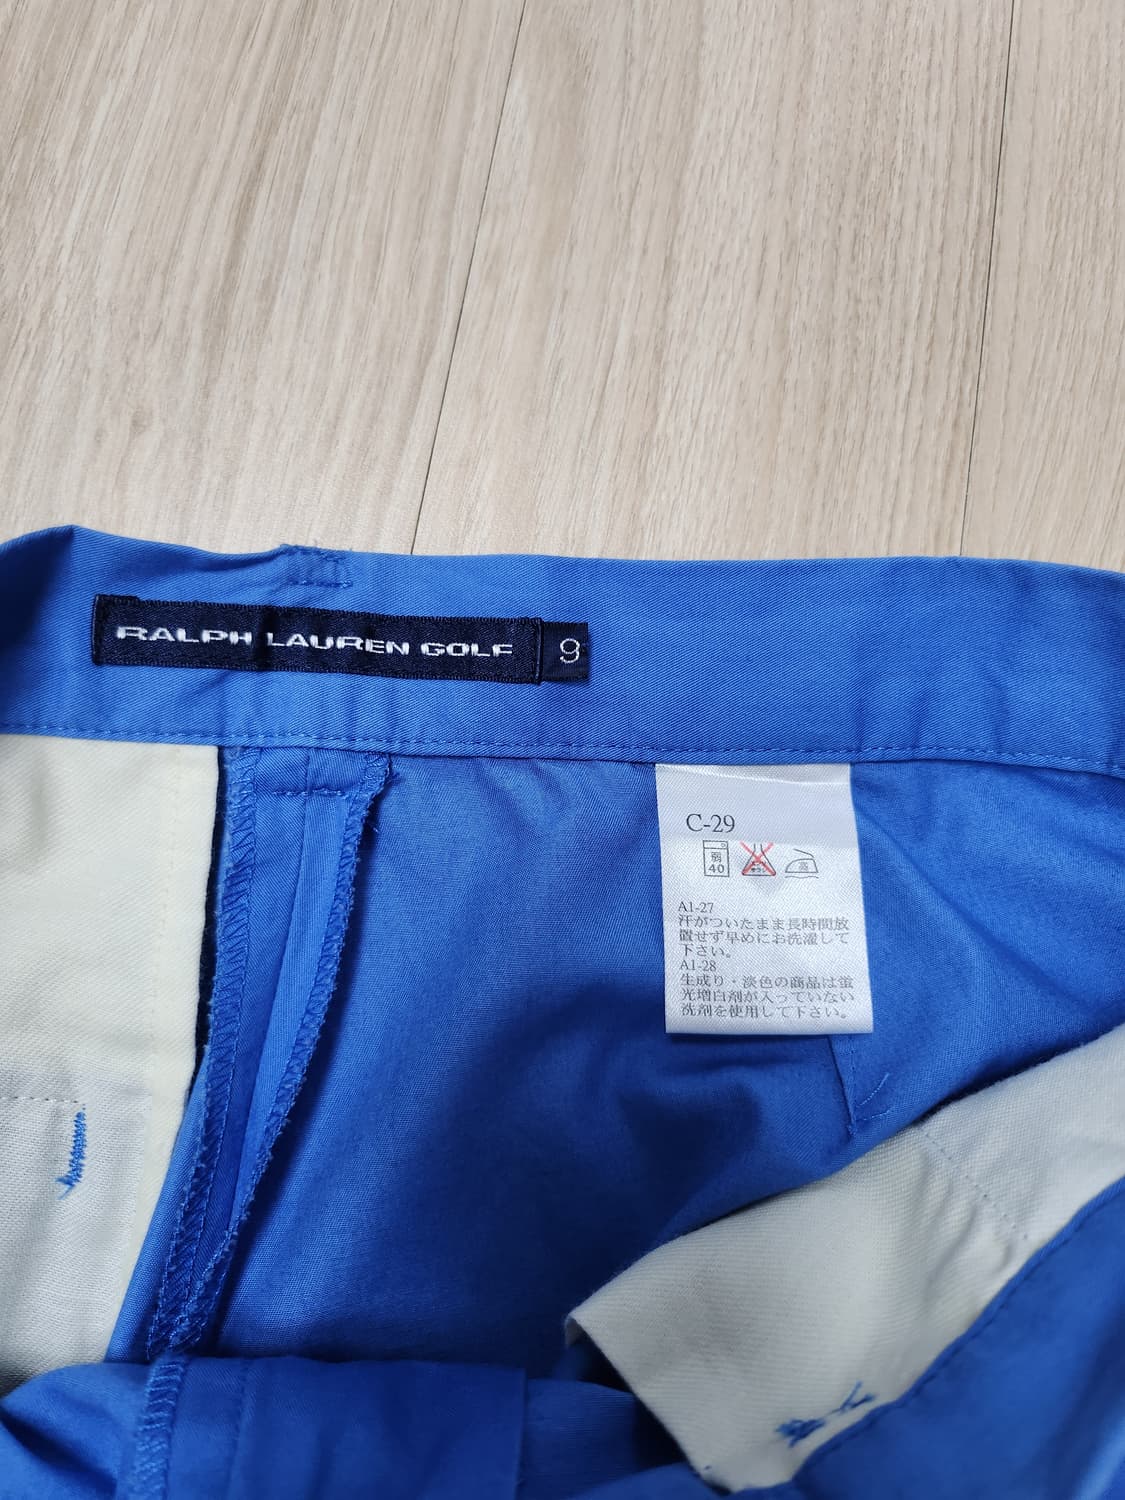 RALPH LAUREN GOLF 9
C-29
弱
40
高
A1-27
汗がついたまま長時間放
置せず早めにお洗濯して
下さい。
A1-28
生成り・淡色の商品は蛍
光増白剤が入っていない
洗剤を使用して下さい。